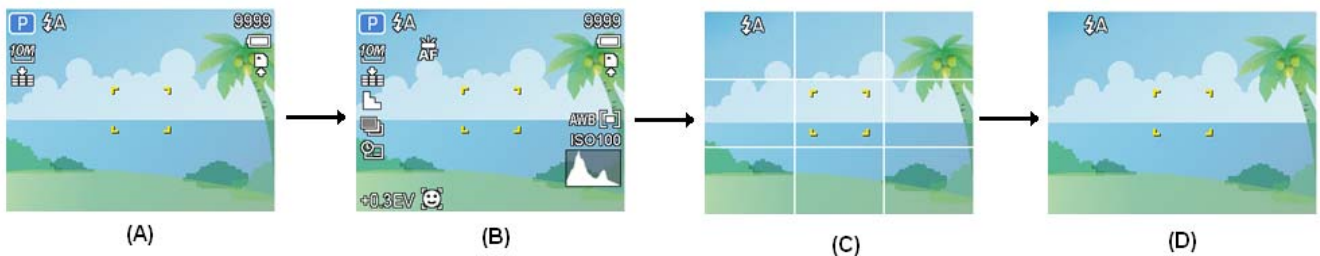 P ⚡A 9999
10M
P ⚡A 9999
10M AF
AWB
ISO100
+0.3EV
⚡A
⚡A
(A)
(B)
(C)
(D)